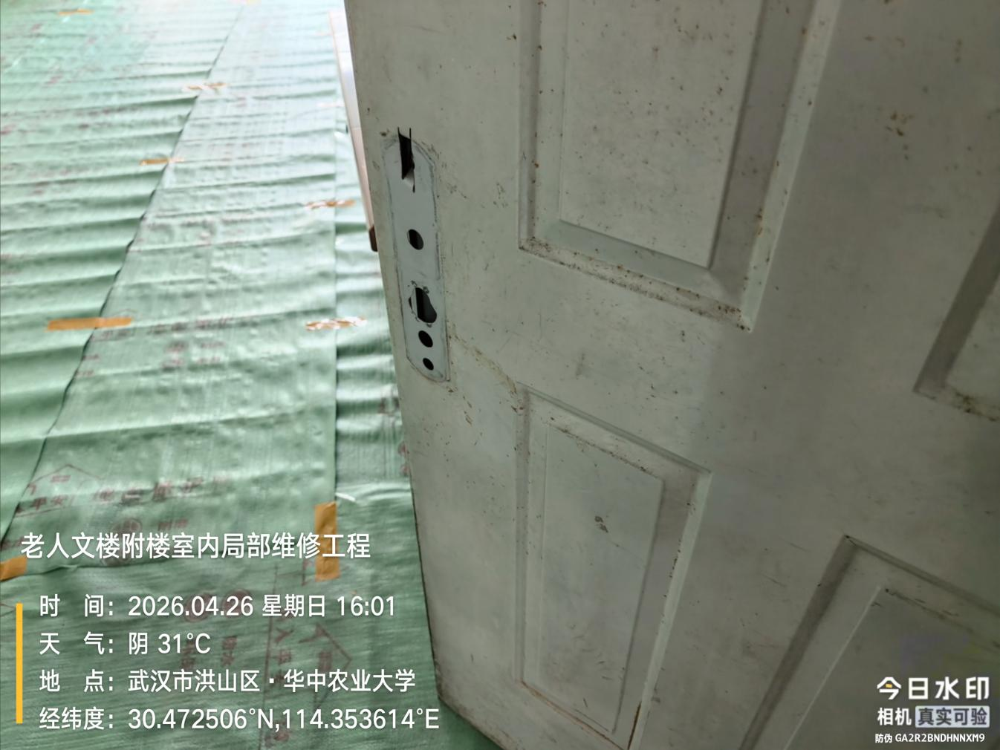 老人文楼附楼室内局部维修工程
时 间：2026.04.26 星期日 16:01
天 气：阴 31°C
地 点：武汉市洪山区·华中农业大学
经纬度：30.472506°N,114.353614°E
今日水印
相机 真实可验
防伪 GA2R2BNDHNNXM9